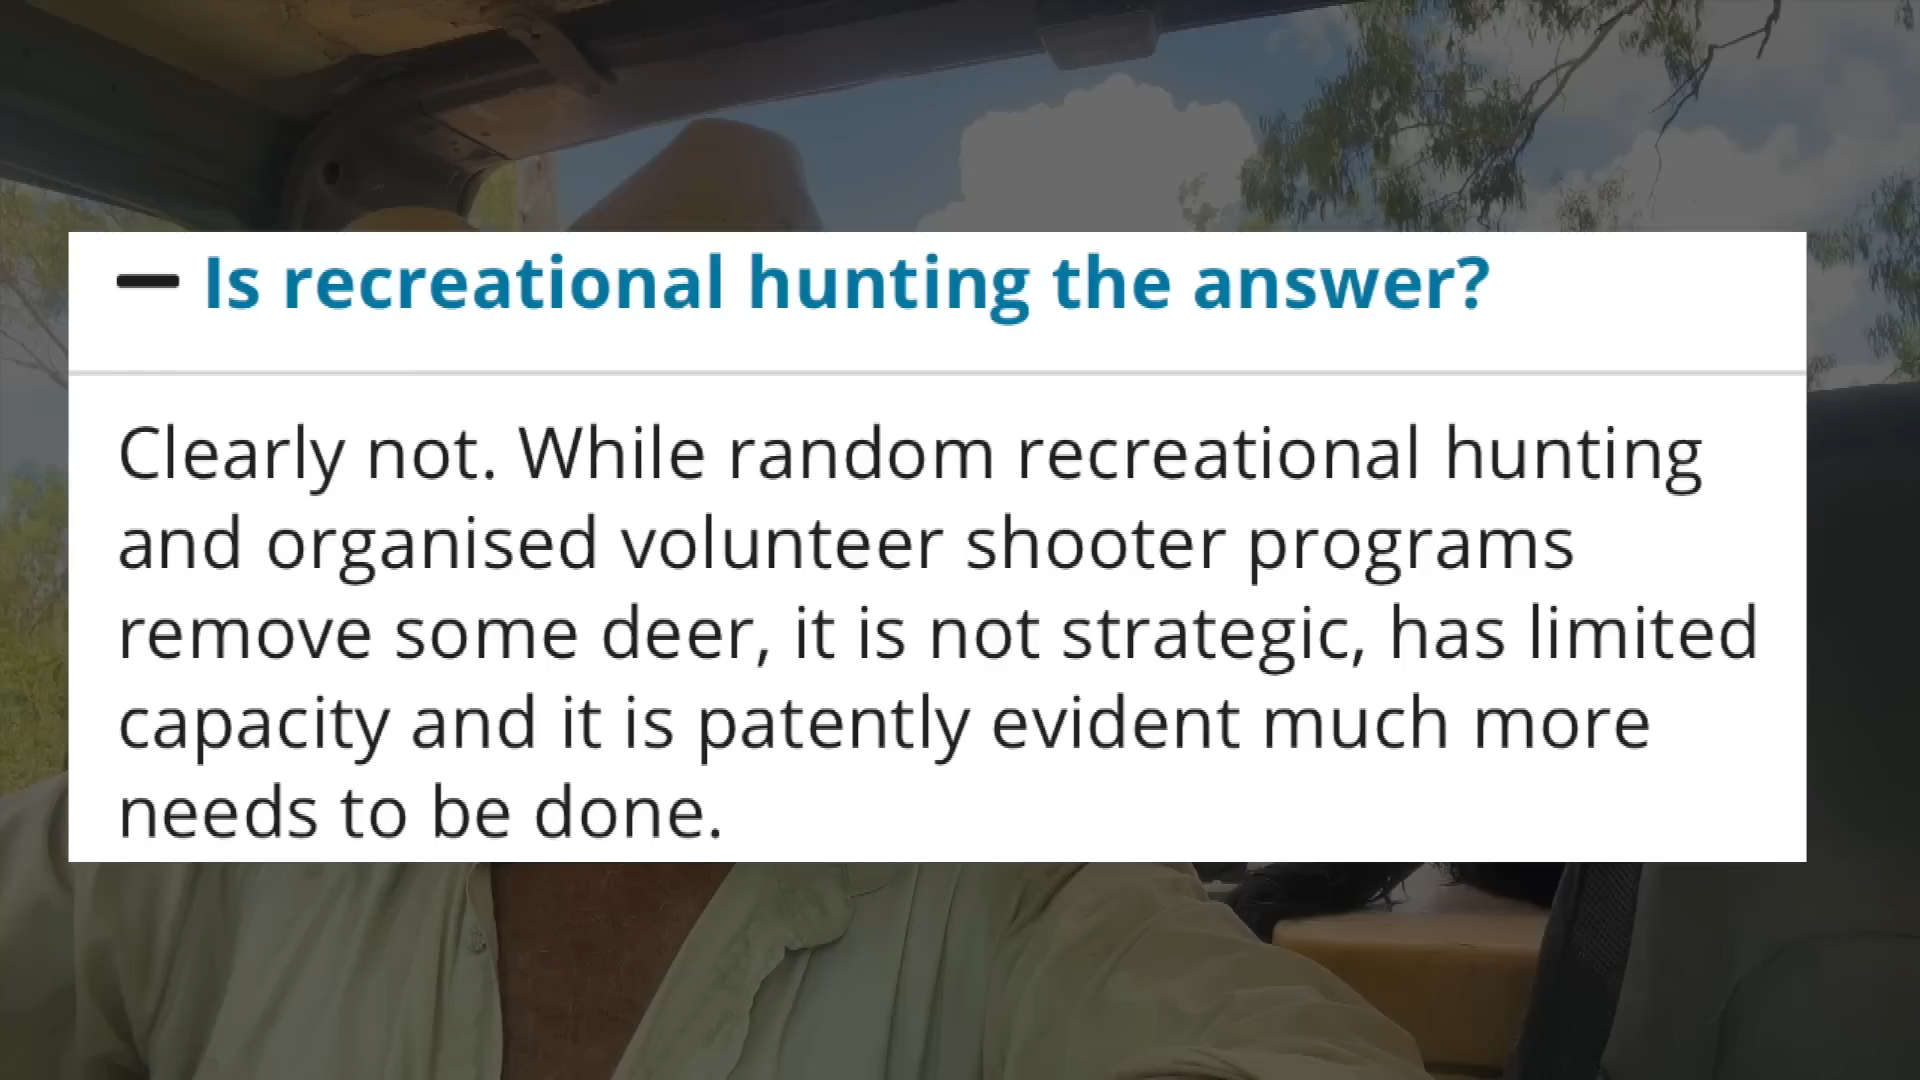 Is recreational hunting the answer?
Clearly not. While random recreational hunting
and organised volunteer shooter programs
remove some deer, it is not strategic, has limited
capacity and it is patently evident much more
needs to be done.